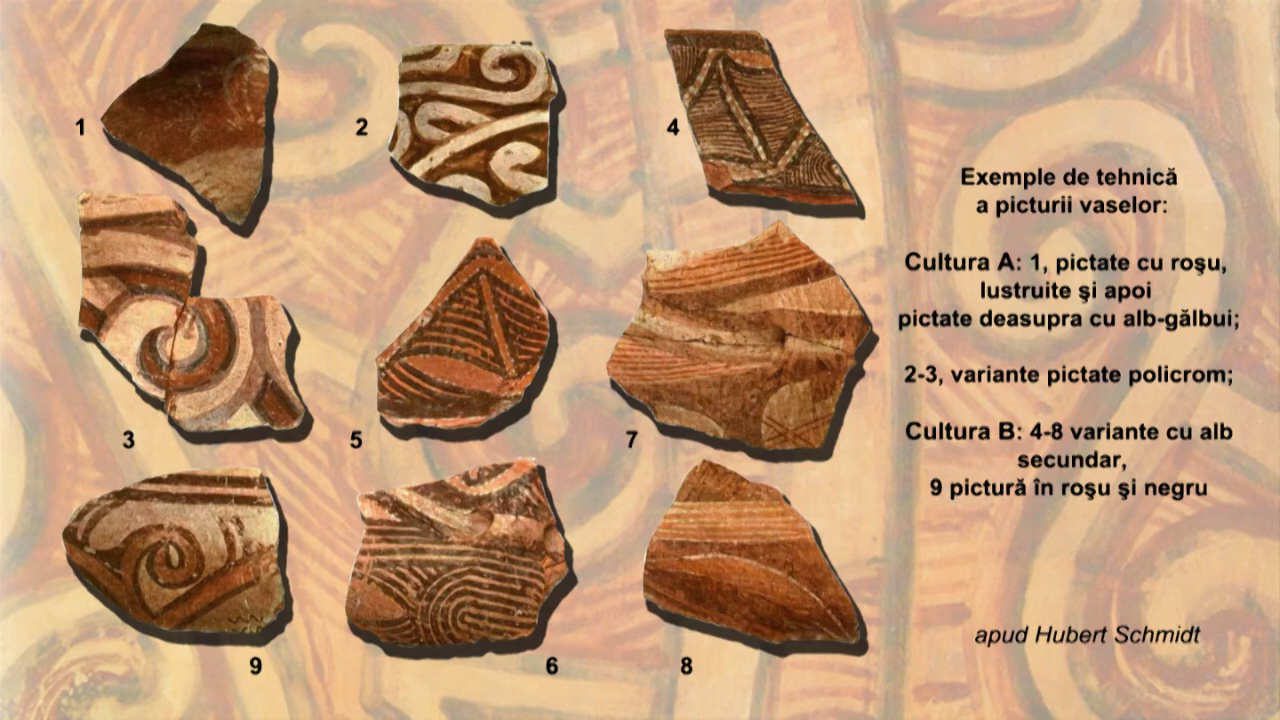 1
2
4
3
5
7
9
6
8
Exemple de tehnică
a picturii vaselor:
Cultura A: 1, pictate cu roşu,
lustruite şi apoi
pictate deasupra cu alb-gălbui;
2-3, variante pictate policrom;
Cultura B: 4-8 variante cu alb
secundar,
9 pictură în roşu şi negru
apud Hubert Schmidt